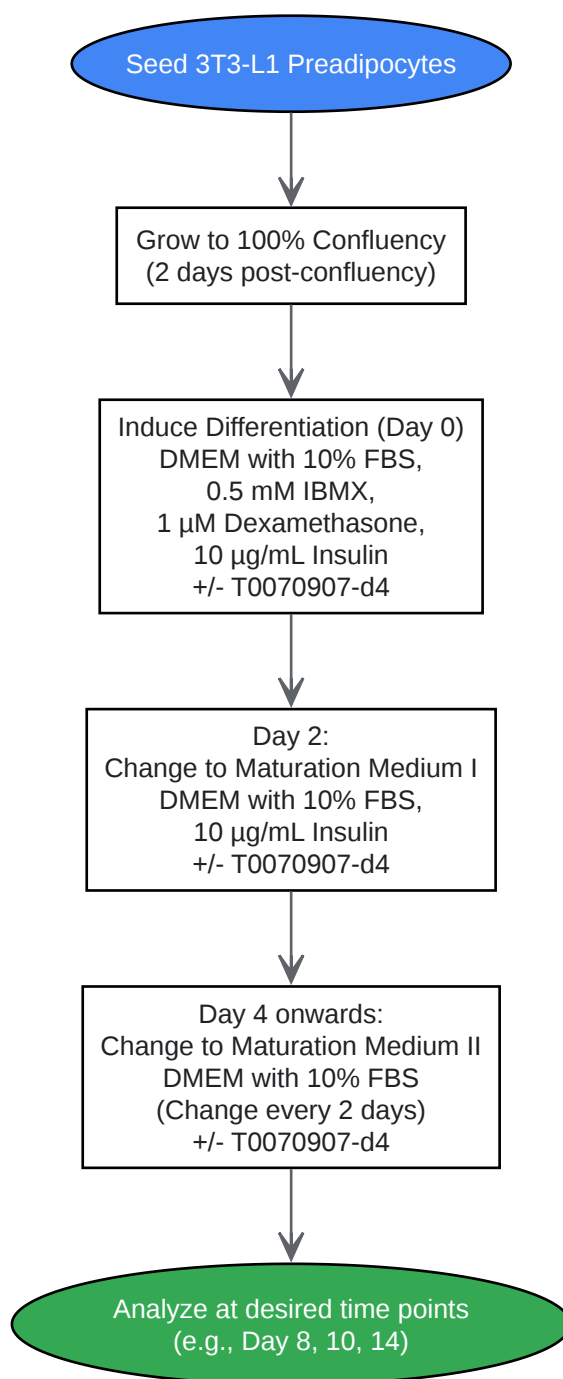 Seed 3T3-L1 Preadipocytes
Grow to 100% Confluency
(2 days post-confluency)
Induce Differentiation (Day 0)
DMEM with 10% FBS,
0.5 mM IBMX,
1 µM Dexamethasone,
10 µg/mL Insulin
+/- T0070907-d4
Day 2:
Change to Maturation Medium I
DMEM with 10% FBS,
10 µg/mL Insulin
+/- T0070907-d4
Day 4 onwards:
Change to Maturation Medium II
DMEM with 10% FBS
(Change every 2 days)
+/- T0070907-d4
Analyze at desired time points
(e.g., Day 8, 10, 14)